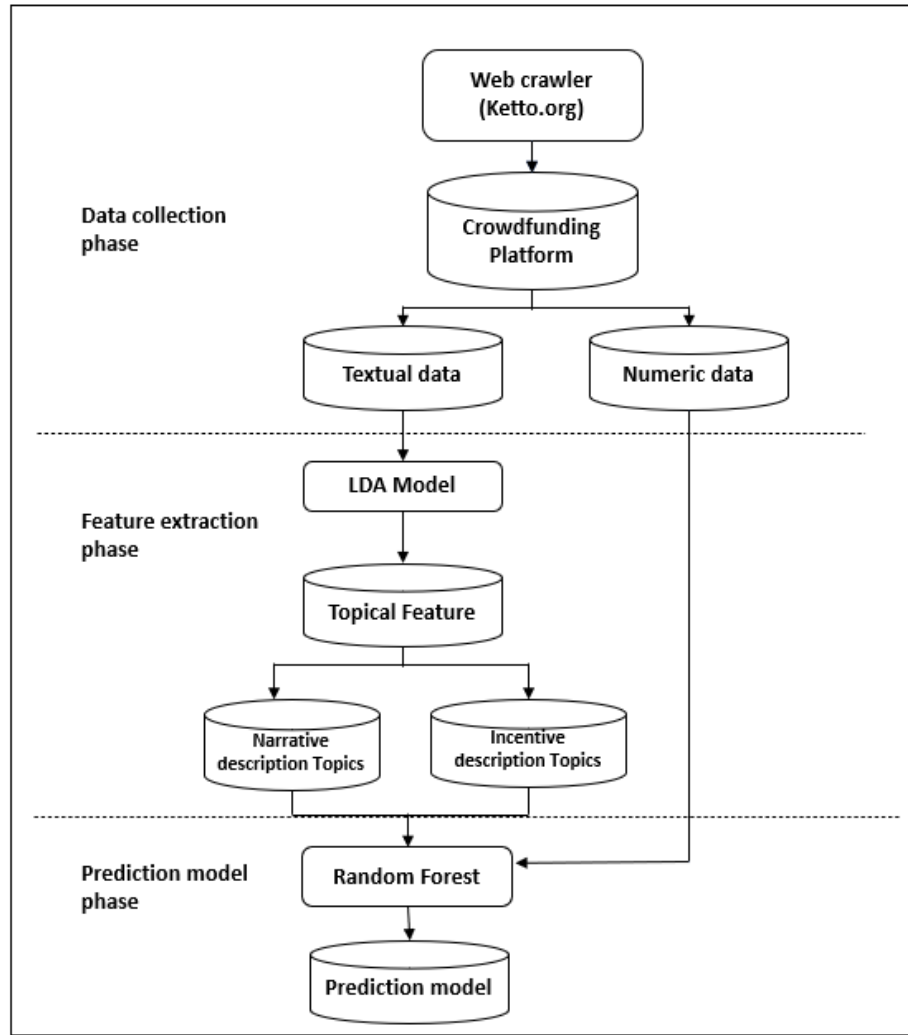 Web crawler
(Ketto.org)
Data collection
phase
Crowdfunding
Platform
Textual data
Numeric data
LDA Model
Feature extraction
phase
Topical Feature
Narrative
description Topics
Incentive
description Topics
Prediction model
phase
Random Forest
Prediction model